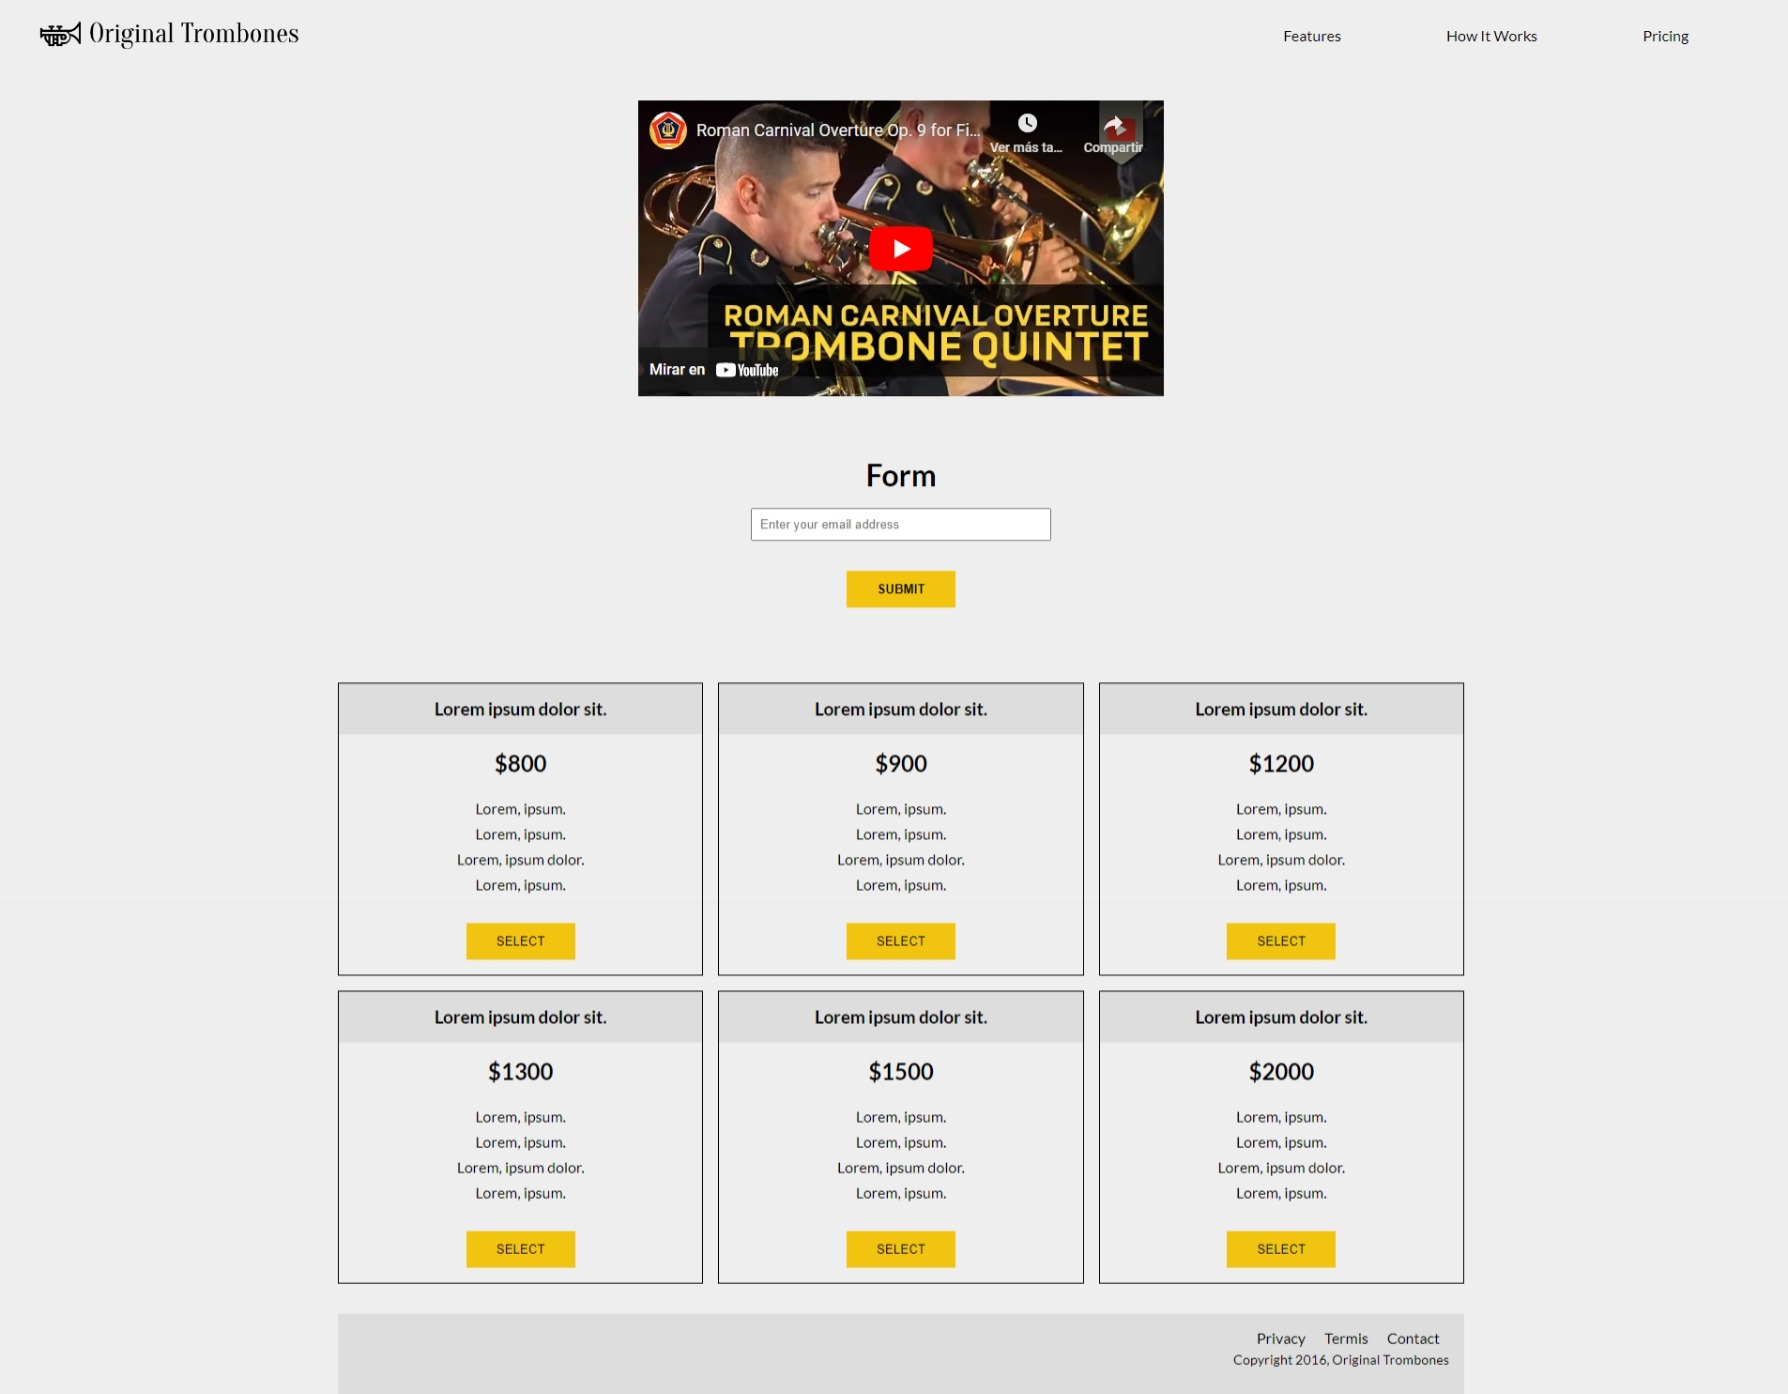 Original Trombones
Features
How It Works
Pricing
Roman Carnival Overture Op. 9 for Fi...
Ver más ta...
Compartir
ROMAN CARNIVAL OVERTURE
TROMBONE QUINTET
Mirar en YouTube
Form
Enter your email address
SUBMIT
Lorem ipsum dolor sit.
$800
Lorem, ipsum.
Lorem, ipsum.
Lorem, ipsum dolor.
Lorem, ipsum.
SELECT
Lorem ipsum dolor sit.
$900
Lorem, ipsum.
Lorem, ipsum.
Lorem, ipsum dolor.
Lorem, ipsum.
SELECT
Lorem ipsum dolor sit.
$1200
Lorem, ipsum.
Lorem, ipsum.
Lorem, ipsum dolor.
Lorem, ipsum.
SELECT
Lorem ipsum dolor sit.
$1300
Lorem, ipsum.
Lorem, ipsum.
Lorem, ipsum dolor.
Lorem, ipsum.
SELECT
Lorem ipsum dolor sit.
$1500
Lorem, ipsum.
Lorem, ipsum.
Lorem, ipsum dolor.
Lorem, ipsum.
SELECT
Lorem ipsum dolor sit.
$2000
Lorem, ipsum.
Lorem, ipsum.
Lorem, ipsum dolor.
Lorem, ipsum.
SELECT
Privacy Termis Contact
Copyright 2016, Original Trombones